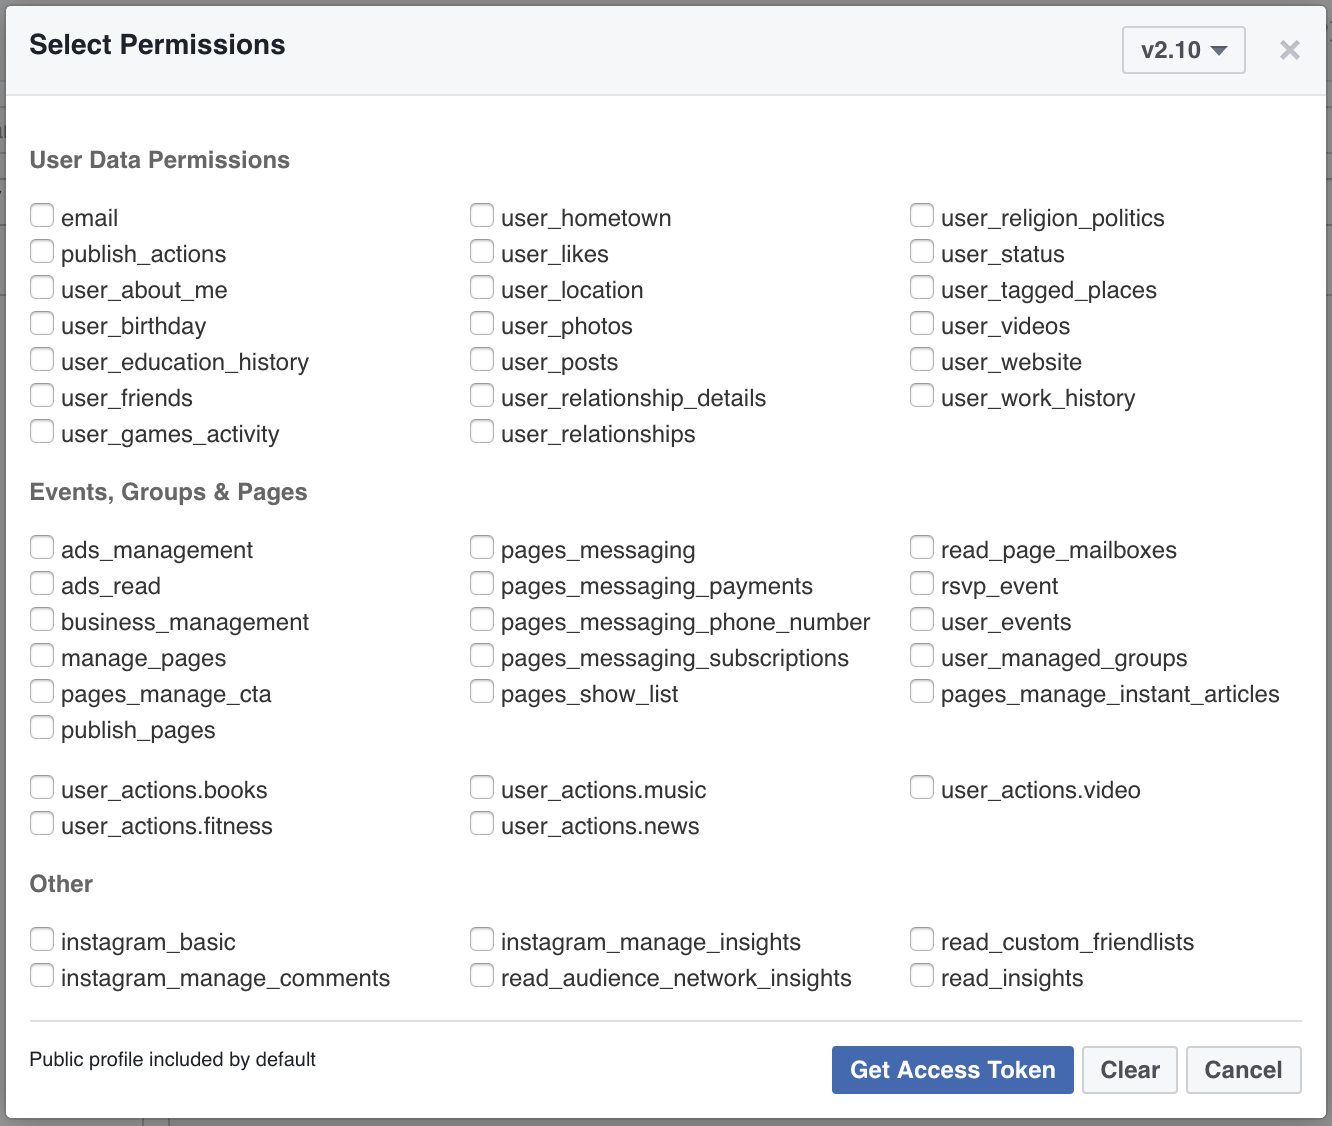 Select Permissions
v2.10
×
User Data Permissions
email
publish_actions
user_about_me
user_birthday
user_education_history
user_friends
user_games_activity
user_hometown
user_likes
user_location
user_photos
user_posts
user_relationship_details
user_relationships
user_religion_politics
user_status
user_tagged_places
user_videos
user_website
user_work_history
Events, Groups & Pages
ads_management
ads_read
business_management
manage_pages
pages_manage_cta
publish_pages
pages_messaging
pages_messaging_payments
pages_messaging_phone_number
pages_messaging_subscriptions
pages_show_list
read_page_mailboxes
rsvp_event
user_events
user_managed_groups
pages_manage_instant_articles
user_actions.books
user_actions.fitness
user_actions.music
user_actions.news
user_actions.video
Other
instagram_basic
instagram_manage_comments
instagram_manage_insights
read_audience_network_insights
read_custom_friendlists
read_insights
Public profile included by default
Get Access Token
Clear
Cancel